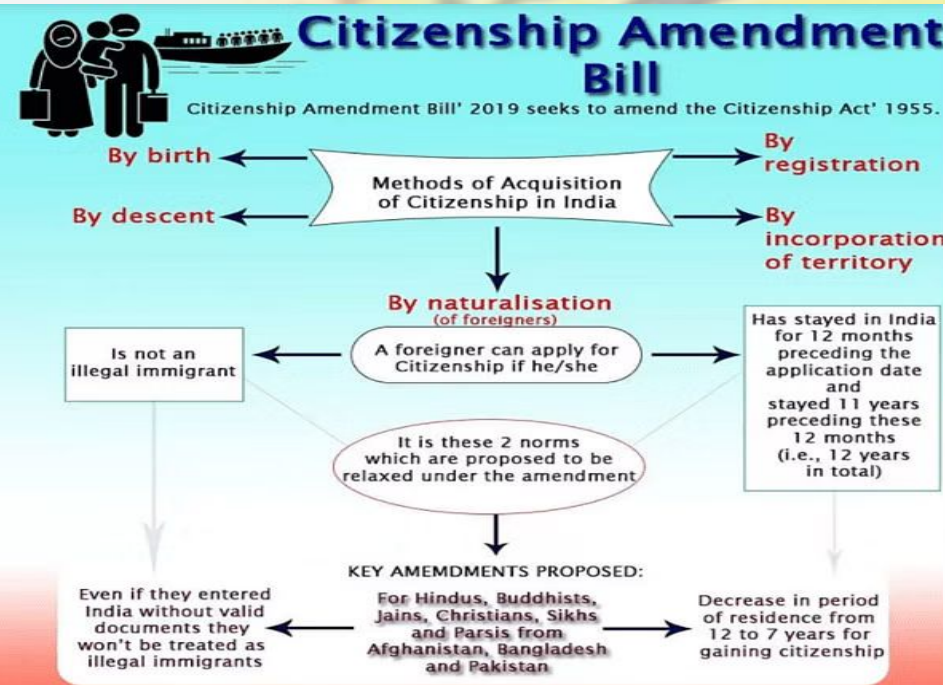 Citizenship Amendment
Bill
Citizenship Amendment Bill' 2019 seeks to amend the Citizenship Act' 1955.
By birth
By descent
Methods of Acquisition
of Citizenship in India
By
registration
By
incorporation
of territory
By naturalisation
(of foreigners)
Is not an
illegal immigrant
A foreigner can apply for
Citizenship if he/she
Has stayed in India
for 12 months
preceding the
application date
and
stayed 11 years
preceding these
12 months
(i.e., 12 years
in total)
It is these 2 norms
which are proposed to be
relaxed under the amendment
KEY AMEMDMENTS PROPOSED:
Even if they entered
India without valid
documents they
won't be treated as
illegal immigrants
For Hindus, Buddhists,
Jains, Christians, Sikhs
and Parsis from
Afghanistan, Bangladesh
and Pakistan
Decrease in period
of residence from
12 to 7 years for
gaining citizenship